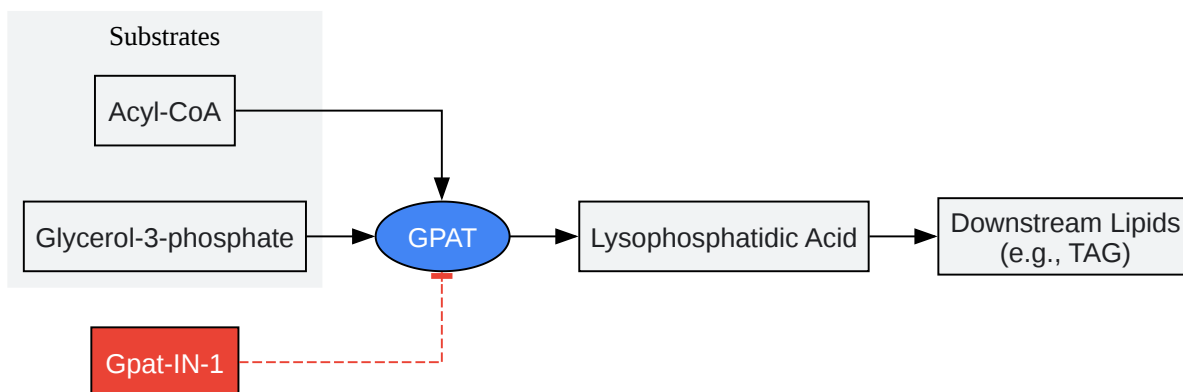 Substrates
Acyl-CoA
Glycerol-3-phosphate
GPAT
Lysophosphatidic Acid
Downstream Lipids
(e.g., TAG)
Gpat-IN-1